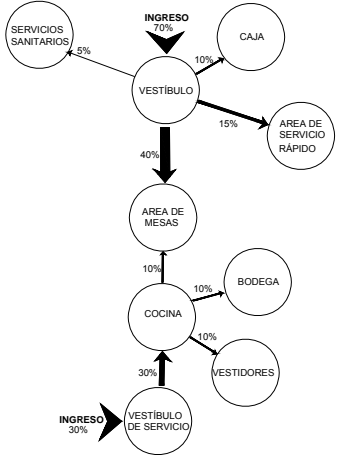 INGRESO
70%
SERVICIOS
SANITARIOS
5%
CAJA
10%
VESTÍBULO
15%
AREA DE
SERVICIO
RÁPIDO
40%
AREA DE
MESAS
10%
BODEGA
10%
COCINA
10%
VESTIDORES
30%
INGRESO
30%
VESTÍBULO
DE SERVICIO